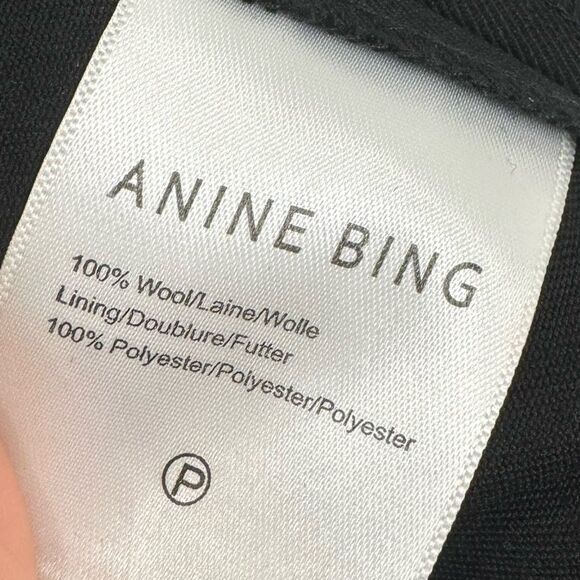 ANINE BING
100% Wool/Laine/Wolle
Lining/Doublure/Futter
100% Polyester/Polyester/Polyester
P